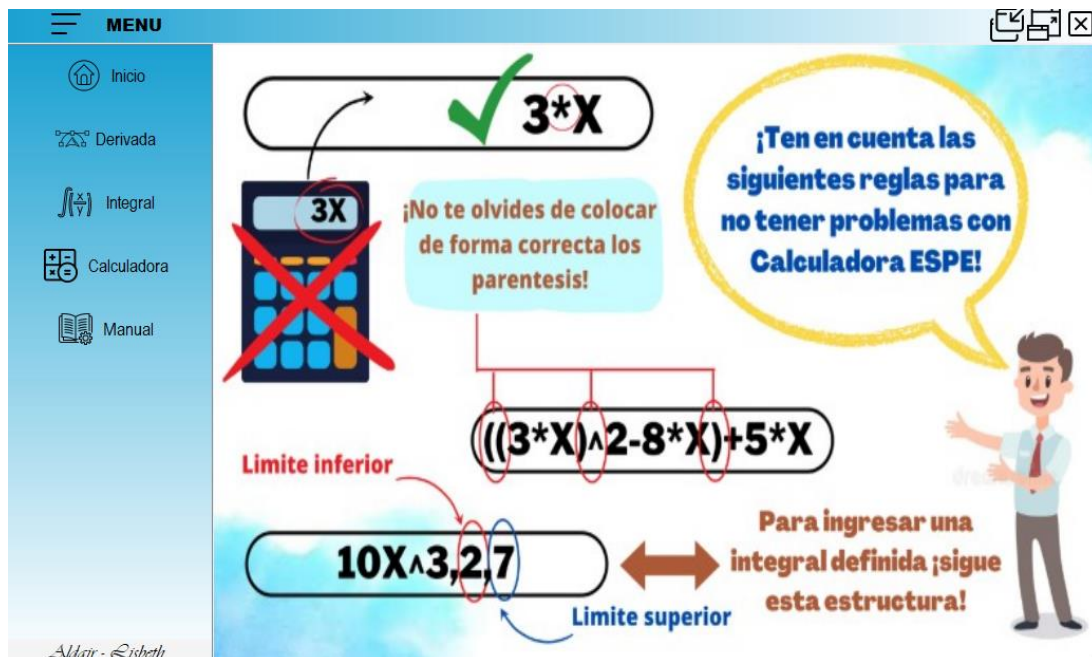 MENU
Inicio
Derivada
Integral
Calculadora
Manual
Aldair - Lisbeth
3*X
3X
¡No te olvides de colocar
de forma correcta los
parentesis!
¡Ten en cuenta las
siguientes reglas para
no tener problemas con
Calculadora ESPE!
((3*X)^2-8*X)+5*X
Limite inferior
10X^3,2,7
Limite superior
Para ingresar una
integral definida ¡sigue
esta estructura!